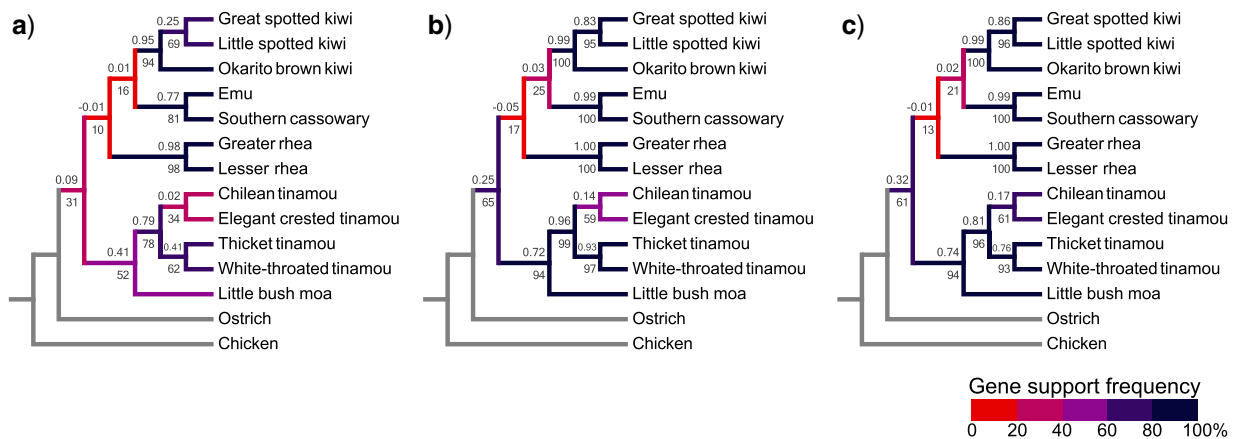 a)
0.25
Great spotted kiwi
0.95
69
Little spotted kiwi
0.01
94
Okarito brown kiwi
16
0.77
Emu
-0.01
81
Southern cassowary
10
0.98
Greater rhea
98
Lesser rhea
0.09
0.02
Chilean tinamou
31
34
Elegant crested tinamou
0.79
78
0.41
Thicket tinamou
0.41
62
White-throated tinamou
52
Little bush moa
Ostrich
Chicken
b)
0.83
Great spotted kiwi
0.99
95
Little spotted kiwi
0.03
100
Okarito brown kiwi
25
0.99
Emu
-0.05
100
Southern cassowary
17
1.00
Greater rhea
100
Lesser rhea
0.25
0.14
Chilean tinamou
65
59
Elegant crested tinamou
0.96
99
0.93
Thicket tinamou
0.72
97
White-throated tinamou
94
Little bush moa
Ostrich
Chicken
c)
0.86
Great spotted kiwi
0.99
96
Little spotted kiwi
0.02
100
Okarito brown kiwi
21
0.99
Emu
-0.01
100
Southern cassowary
13
1.00
Greater rhea
100
Lesser rhea
0.32
0.17
Chilean tinamou
61
61
Elegant crested tinamou
0.81
96
0.76
Thicket tinamou
0.74
93
White-throated tinamou
94
Little bush moa
Ostrich
Chicken
Gene support frequency
0 20 40 60 80 100%